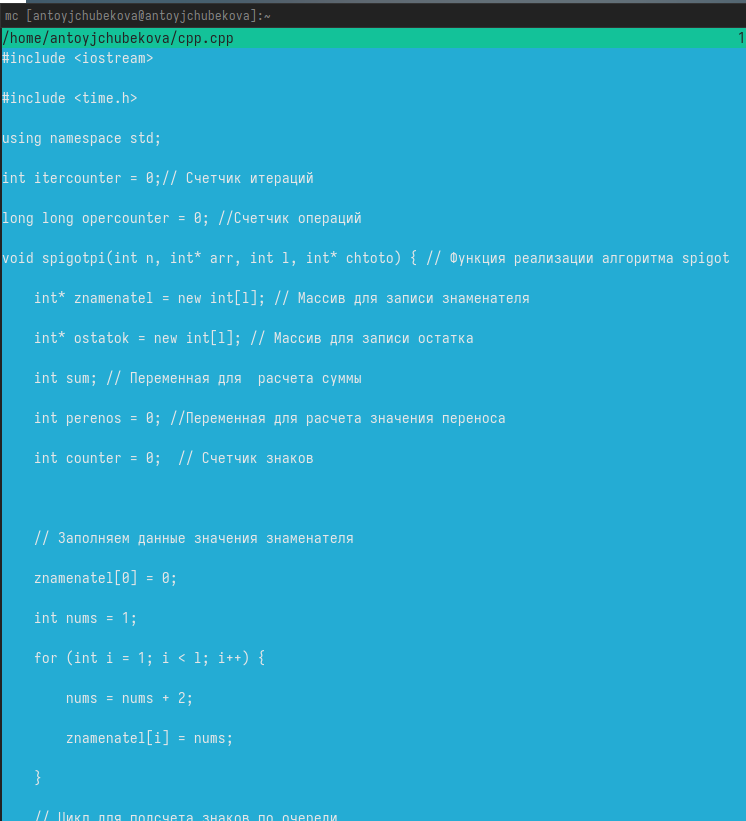 mc [antoyjchubekova@antoyjchubekova]:~
/home/antoyjchubekova/cpp.cpp 1
#include <iostream>
#include <time.h>
using namespace std;
int itercounter = 0;// Счетчик итераций
long long opercounter = 0; //Счетчик операций
void spigotpi(int n, int* arr, int l, int* chtoto) { // Функция реализации алгоритма spigot
    int* znamenatel = new int[l]; // Массив для записи знаменателя
    int* ostatok = new int[l]; // Массив для записи остатка
    int sum; // Переменная для  расчета суммы
    int perenos = 0; //Переменная для расчета значения переноса
    int counter = 0;  // Счетчик знаков
    // Заполняем данные значения знаменателя
    znamenatel[0] = 0;
    int nums = 1;
    for (int i = 1; i < l; i++) {
        nums = nums + 2;
        znamenatel[i] = nums;
    }
    // Цикл для подсчета знаков по очереди